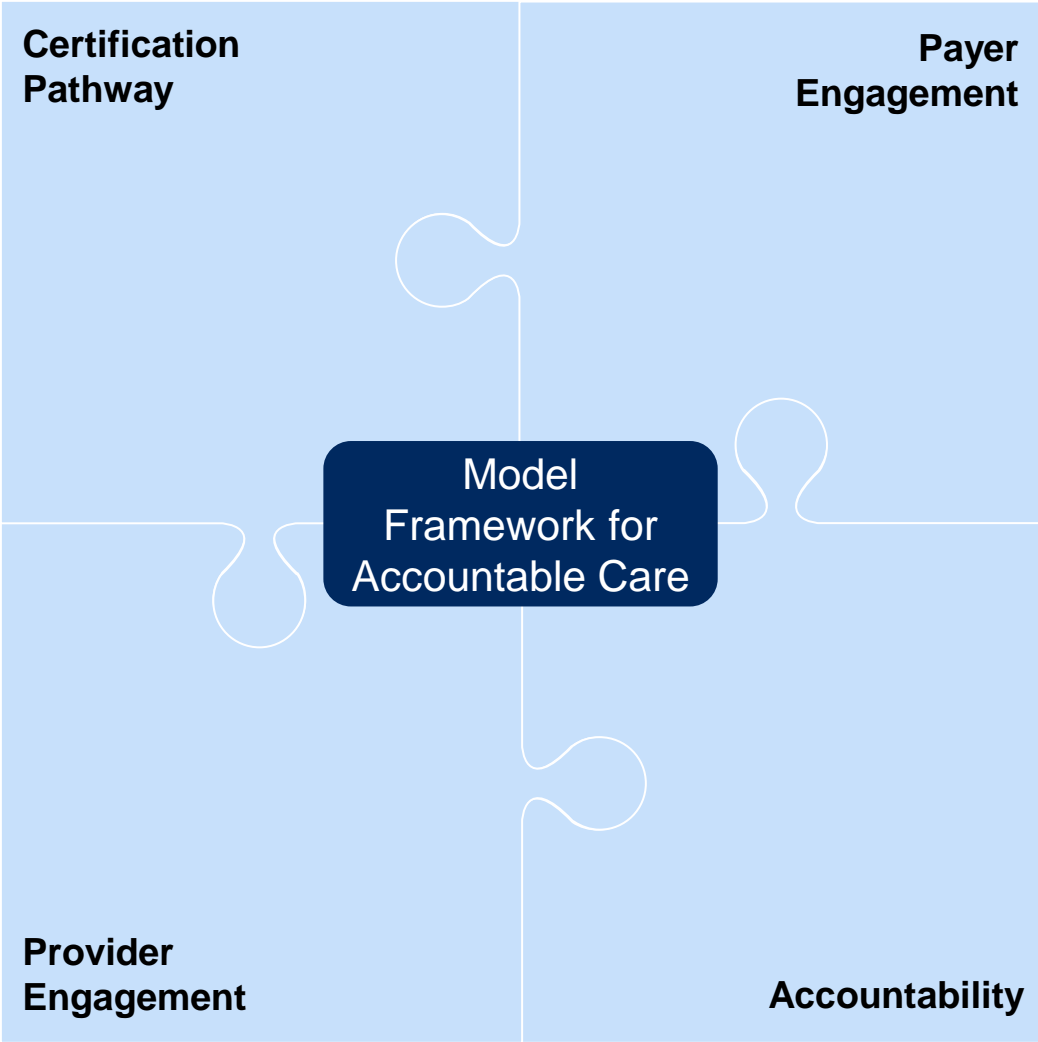 Certification
Pathway
Payer
Engagement
Model
Framework for
Accountable Care
Provider
Engagement
Accountability